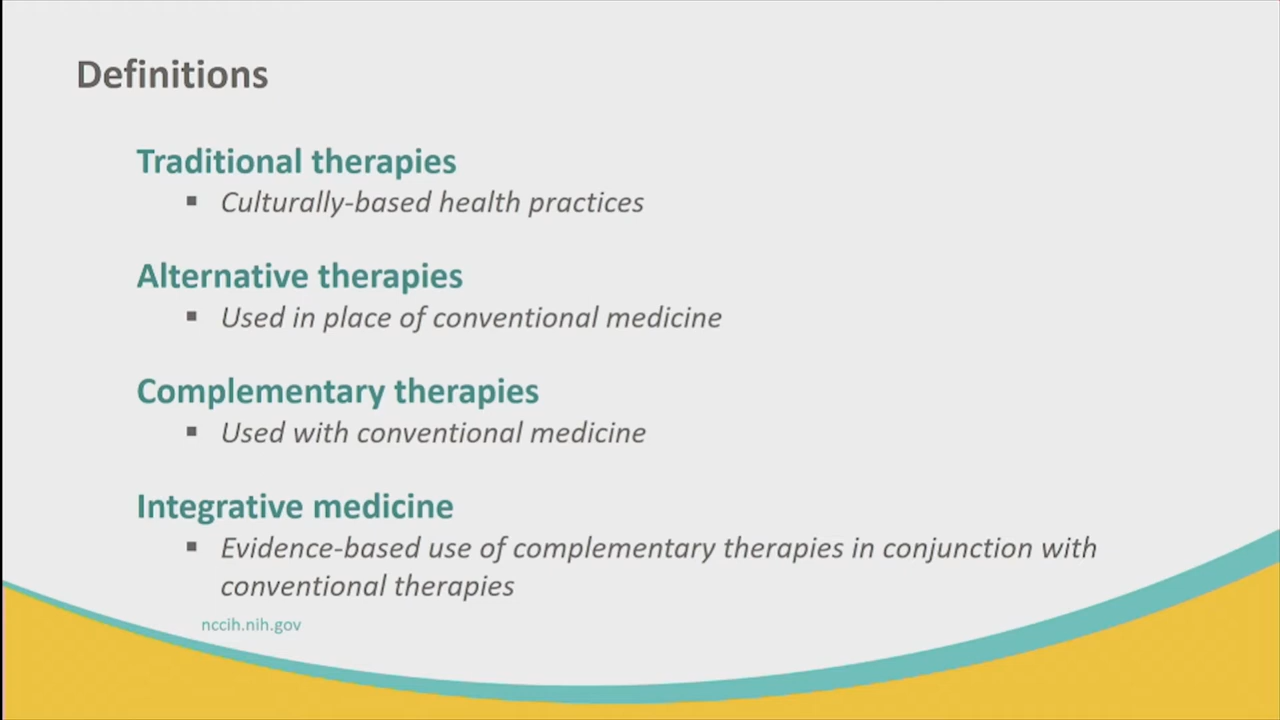 Definitions
Traditional therapies
▪ Culturally-based health practices
Alternative therapies
▪ Used in place of conventional medicine
Complementary therapies
▪ Used with conventional medicine
Integrative medicine
▪ Evidence-based use of complementary therapies in conjunction with
conventional therapies
nccih.nih.gov